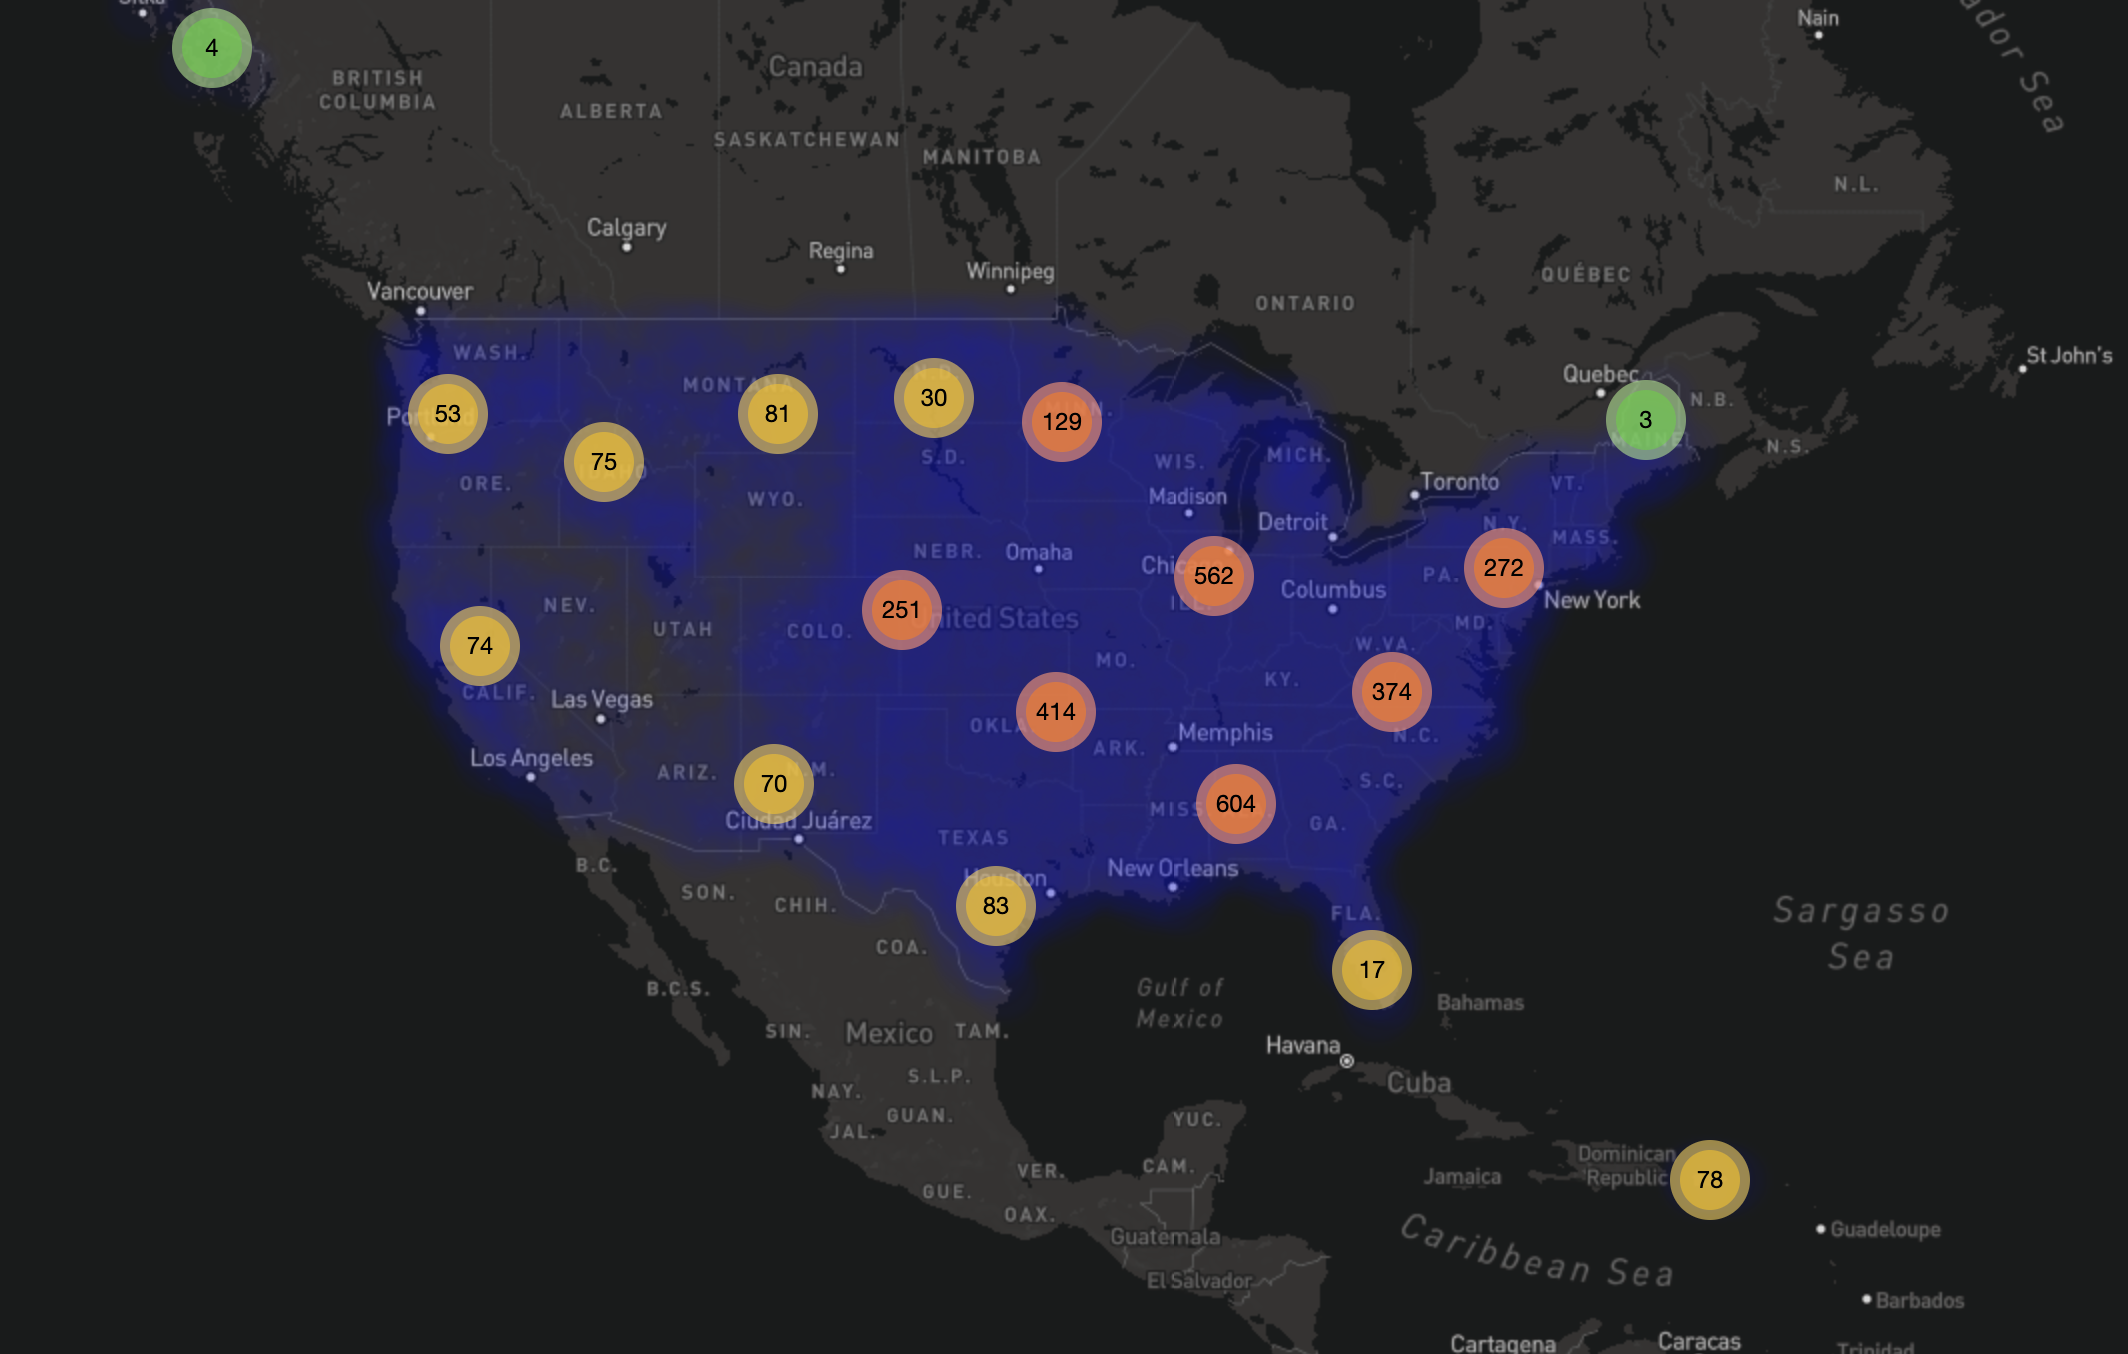 Nain
4
Canada
BRITISH
COLUMBIA
ALBERTA
SASKATCHEWAN
MANITOBA
ador Sea
N.L.
Calgary
Regina
Winnipeg
QUÉBEC
Vancouver
ONTARIO
WASH.
St John's
Quebec
MONTANA
30
N.B.
53
81
129
3
MAINE
N.S.
75
S.D.
WIS.
MICH.
Toronto
VT.
ORE.
WYO.
Madison
Detroit
N.Y.
MASS.
NEBR.
Omaha
562
272
PA.
Columbus
New York
NEV.
251
United States
UTAH
COLO.
MD.
74
W.VA.
MO.
KY.
374
CALIF.
Las Vegas
414
Memphis
N.C.
ARK.
Los Angeles
ARIZ.
70
S.C.
604
GA.
Ciudad Juárez
TEXAS
B.C.
Houston
New Orleans
SON.
CHIH.
83
FLA.
Sargasso
Sea
COA.
17
B.C.S.
Gulf of
Mexico
Bahamas
SIN.
Mexico
TAM.
Havana
Cuba
NAY.
S.L.P.
GUAN.
YUC.
JAL.
VER.
CAM.
Jamaica
Dominican
Republic
78
GUE.
OAX.
Guatemala
Caribbean Sea
Guadeloupe
El Salvador
Barbados
Cartagena
Caracas
Trinidad